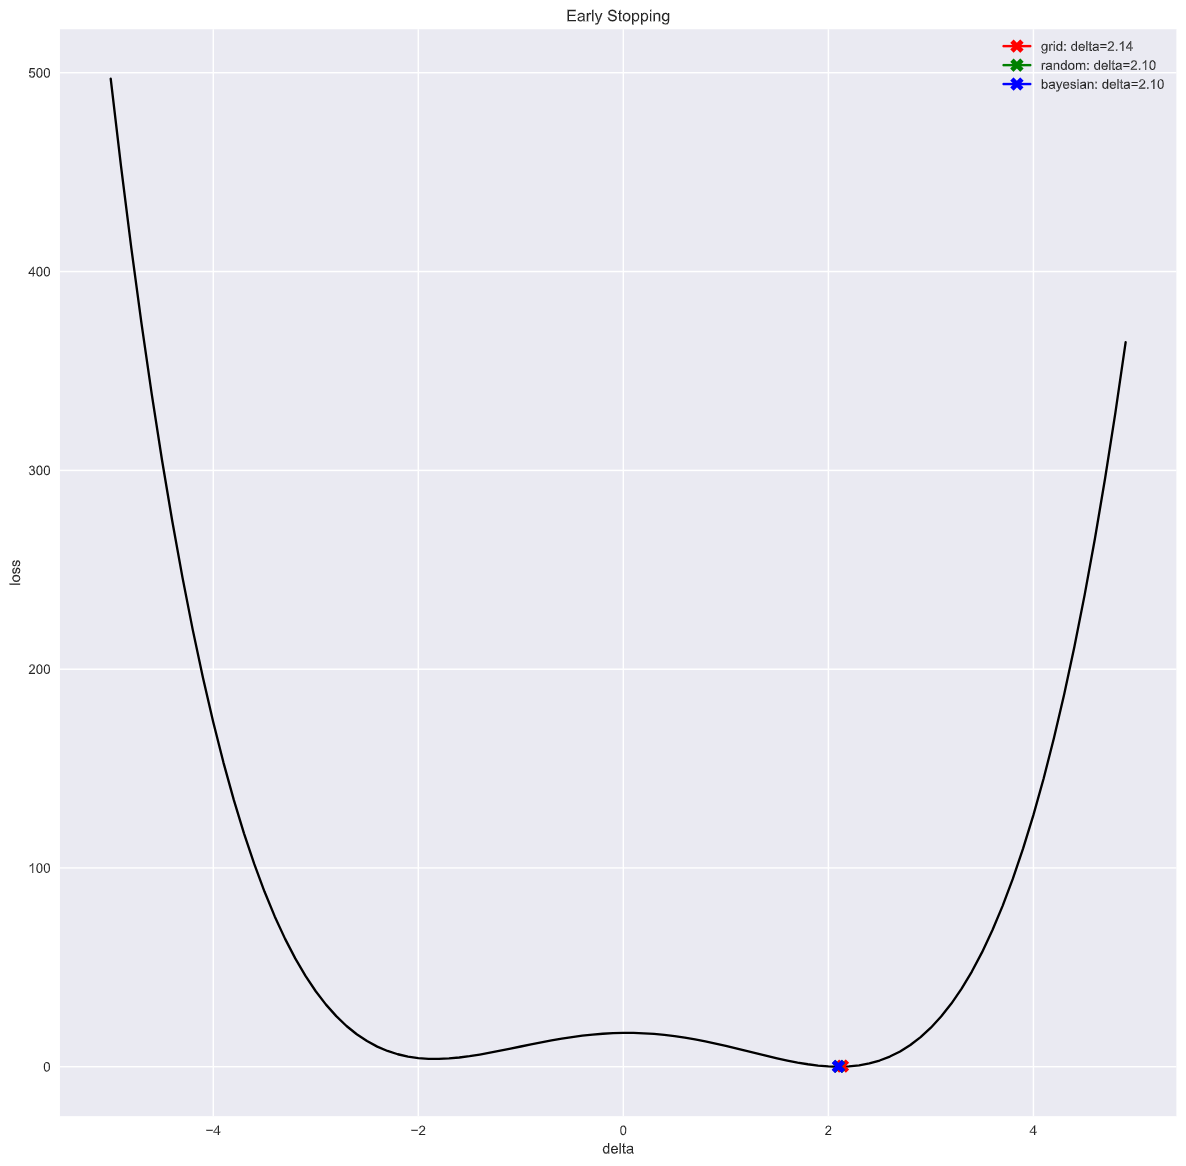 Early Stopping
grid: delta=2.14
random: delta=2.10
bayesian: delta=2.10
500
400
300
200
100
0
loss
−4
−2
0
2
4
delta